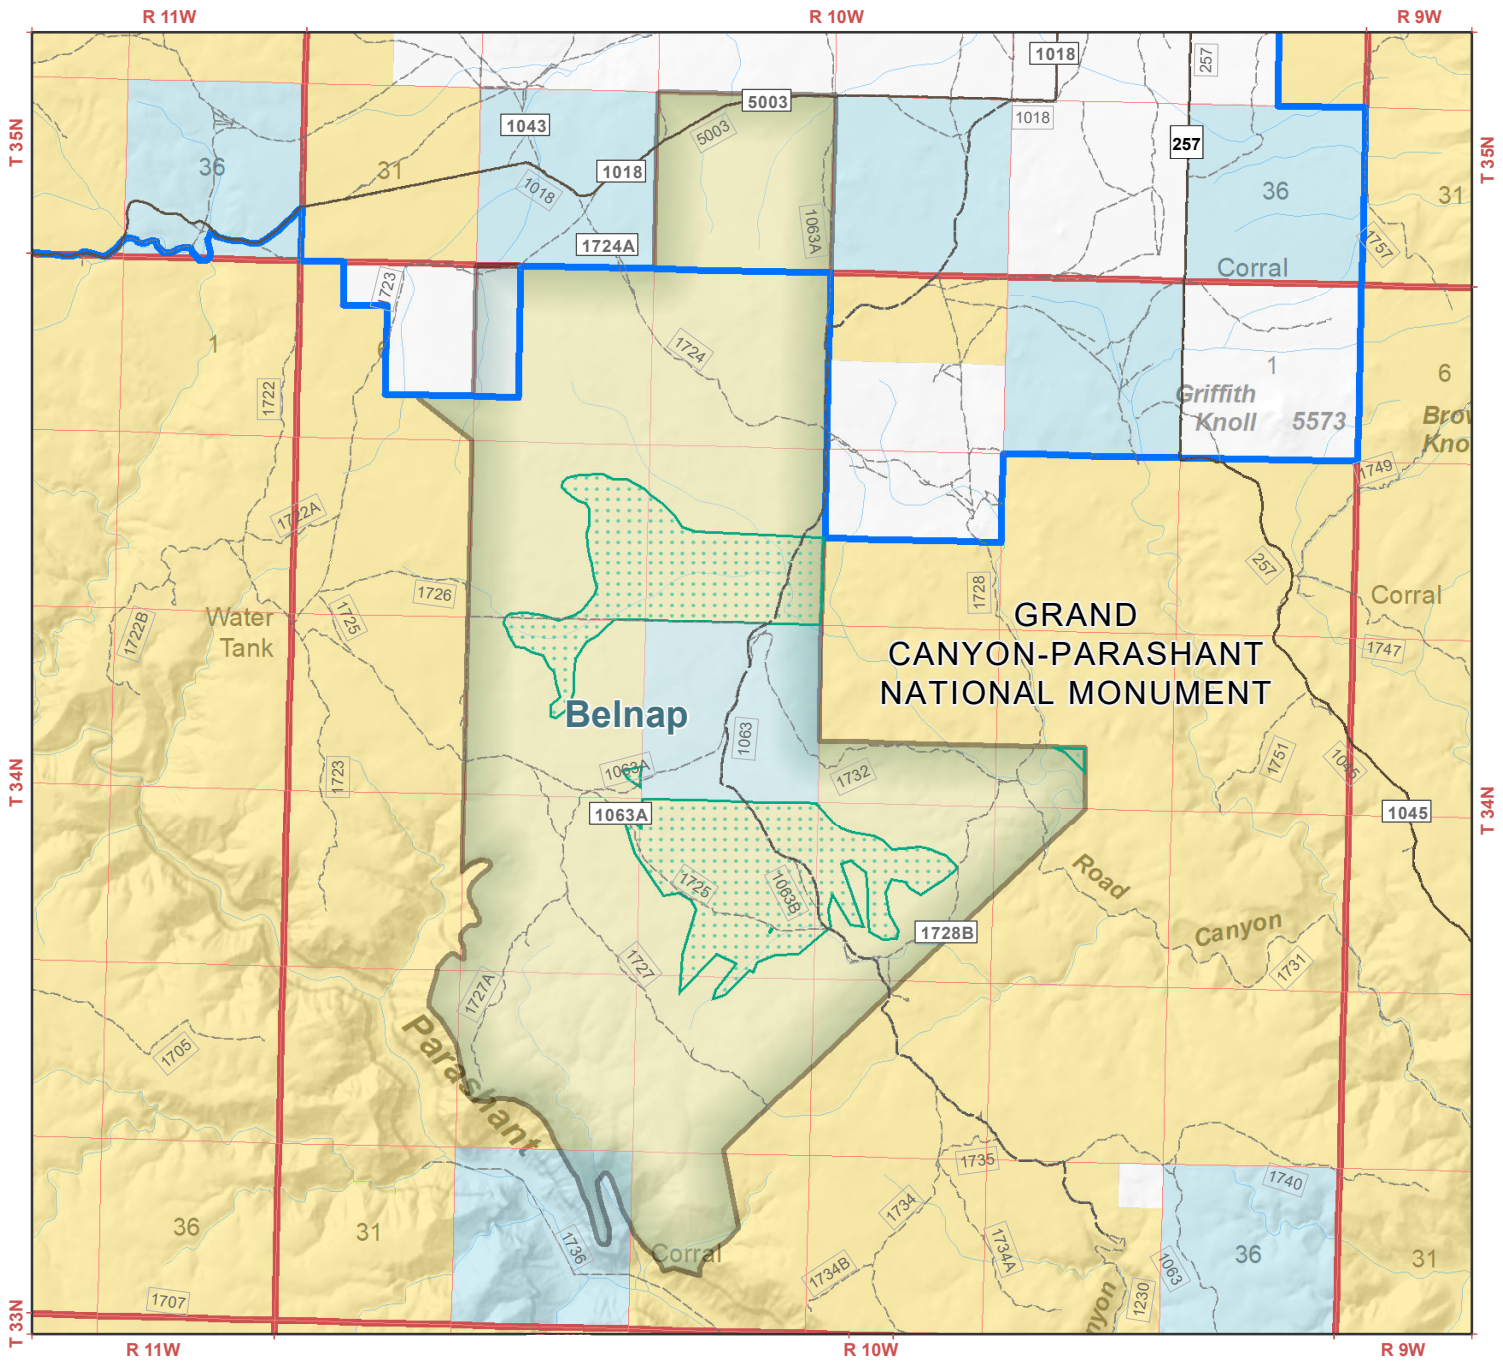 R 11W
R 10W
R 9W
T 35N
T 35N
1018
257
5003
1043
5003
1018
257
36
31
1018
1018
36
31
1063A
1724A
1757
Corral
1723
1
6
1724
1
6
1722
Griffith
Knoll
5573
1749
1722A
257
1726
1728
Corral
1725
Water
Tank
1722B
GRAND
CANYON-PARASHANT
NATIONAL MONUMENT
1747
Belnap
1063
1751
1045
1723
1063A
1732
T 34N
T 34N
1063A
1045
Road
1725
1063B
1728B
Canyon
1727
1731
1727A
Parashant
1705
1735
1740
1734
36
31
1736
Corral
1734A
36
31
1734B
1063
1707
1230
T 33N
R 11W
R 10W
R 9W